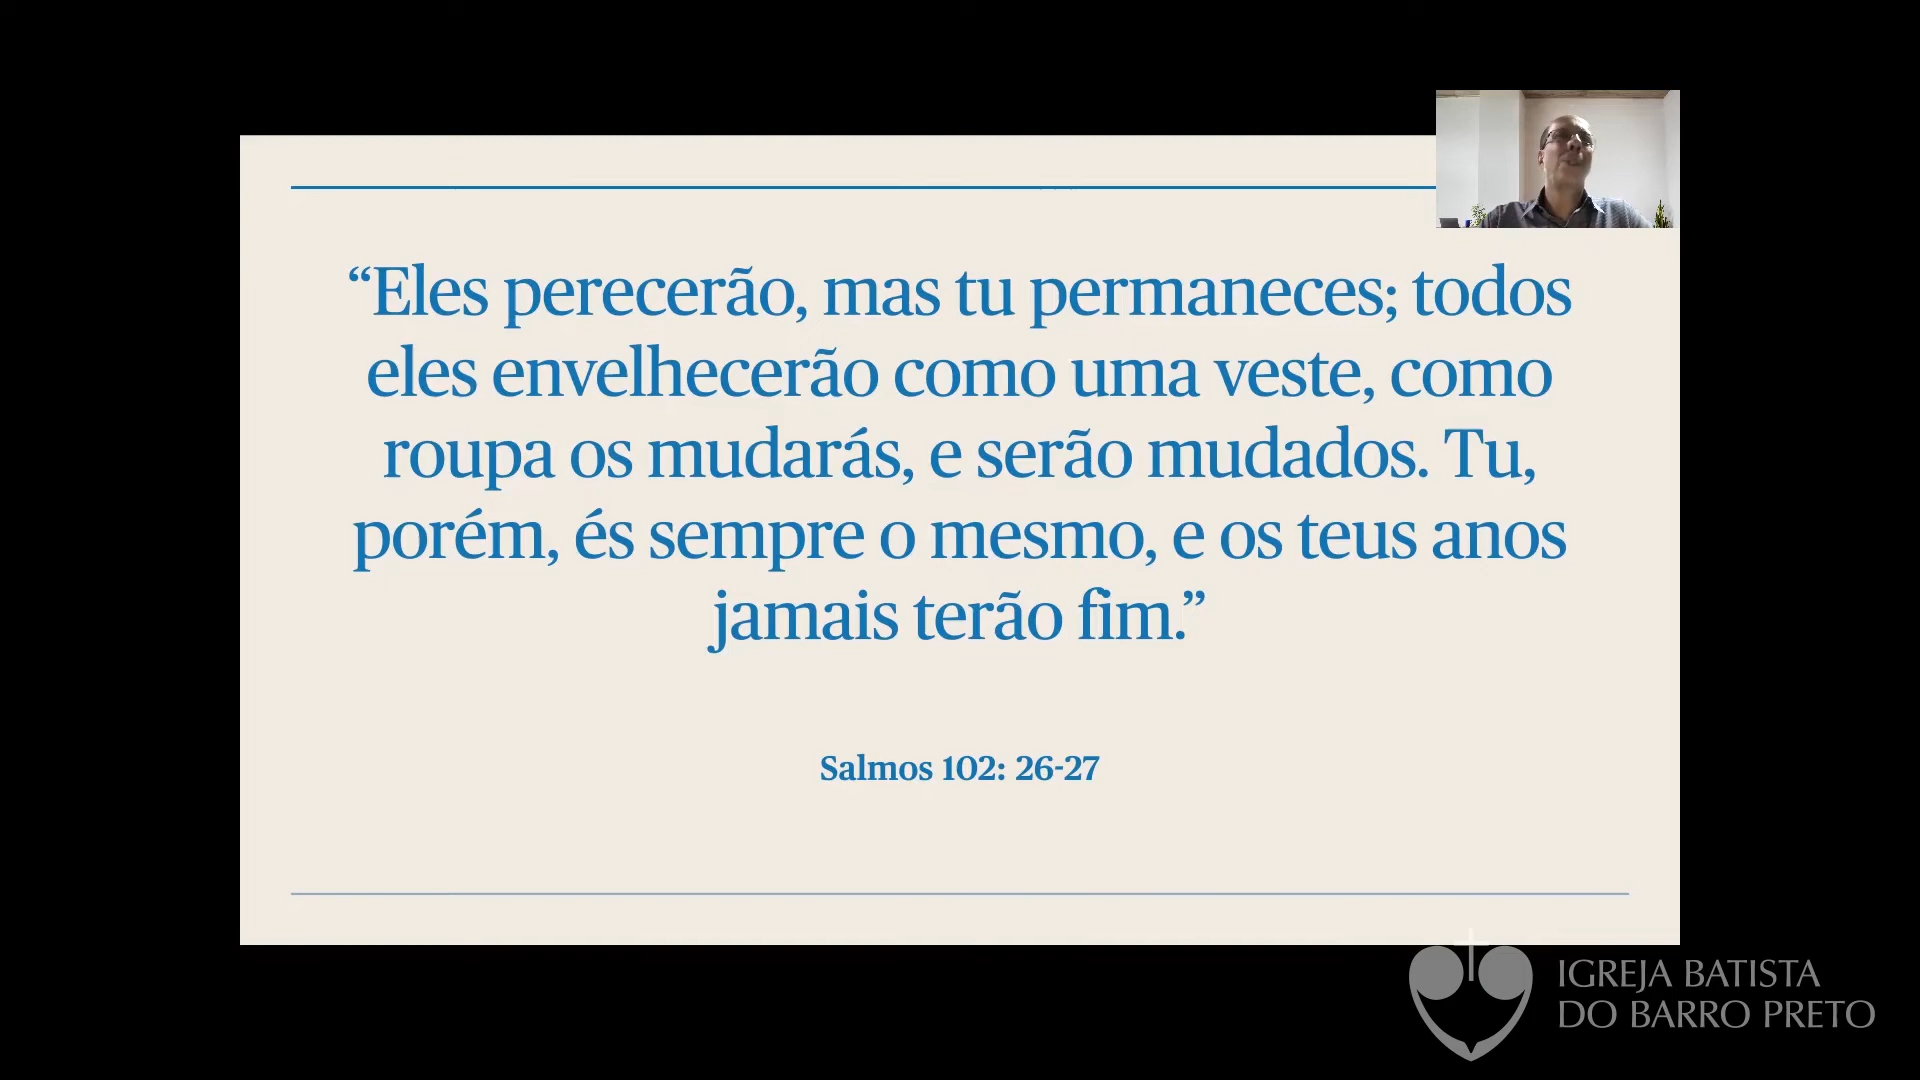 “Eles perecerão, mas tu permaneces; todos
eles envelhecerão como uma veste, como
roupa os mudarás, e serão mudados. Tu,
porém, és sempre o mesmo, e os teus anos
jamais terão fim.”
Salmos 102: 26-27
IGREJA BATISTA
DO BARRO PRETO